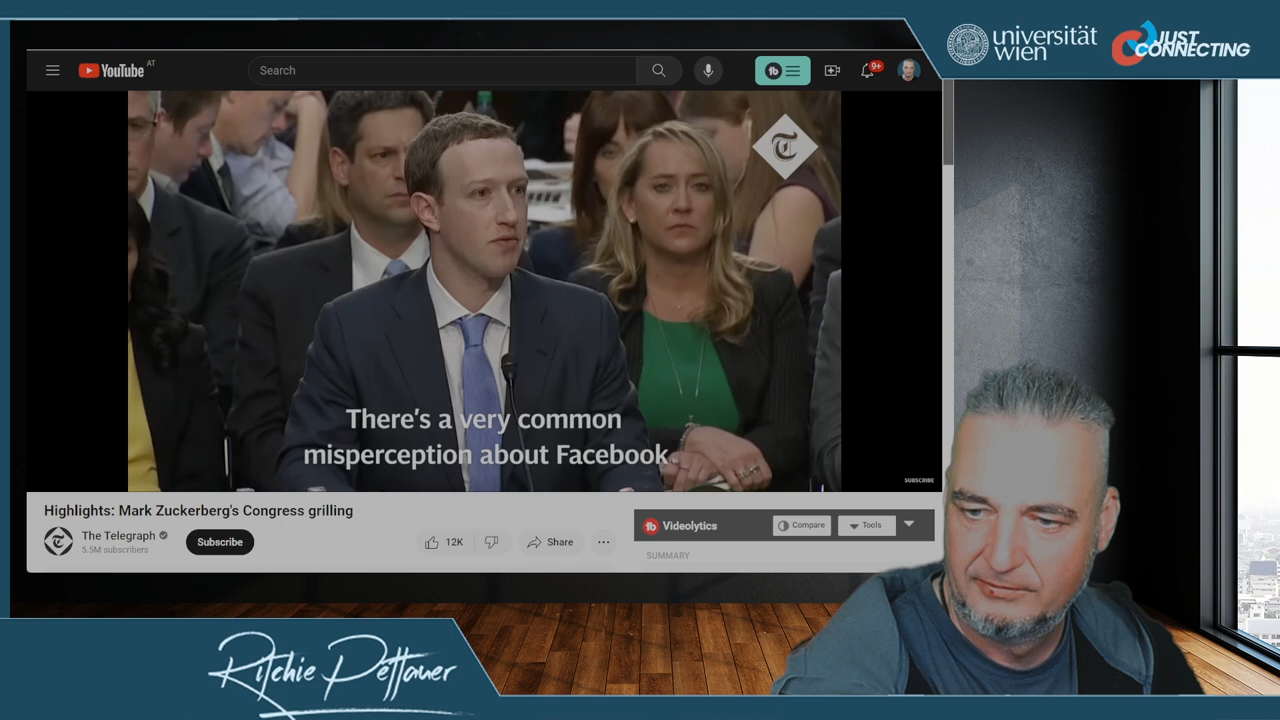 universität
wien
JUST
CONNECTING
YouTube AT
Search
9+
There's a very common
misperception about Facebook
SUBSCRIBE
Highlights: Mark Zuckerberg's Congress grilling
The Telegraph
5.5M subscribers
Subscribe
12K
Share
Videolytics
Compare
Tools
SUMMARY
Ritchie Pettauer